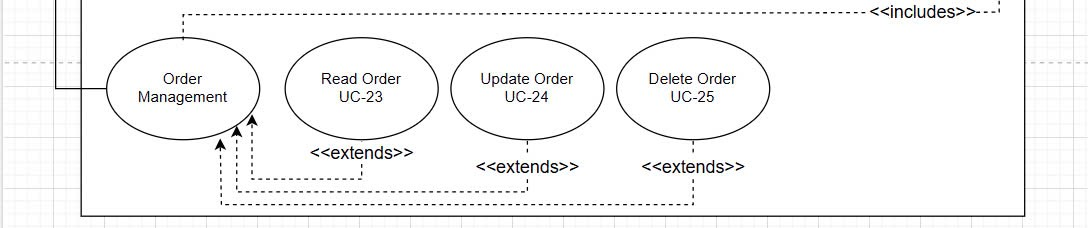 <<includes>>
Order
Management
Read Order
UC-23
Update Order
UC-24
Delete Order
UC-25
<<extends>>
<<extends>>
<<extends>>